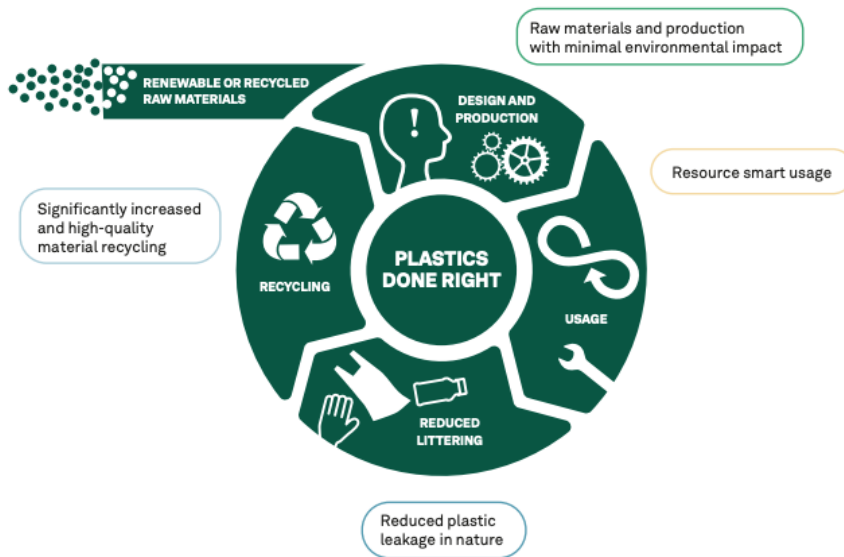 Raw materials and production
with minimal environmental impact
RENEWABLE OR RECYCLED
RAW MATERIALS
DESIGN AND
PRODUCTION
!
Resource smart usage
Significantly increased
and high-quality
material recycling
RECYCLING
PLASTICS
DONE RIGHT
USAGE
REDUCED
LITTERING
Reduced plastic
leakage in nature